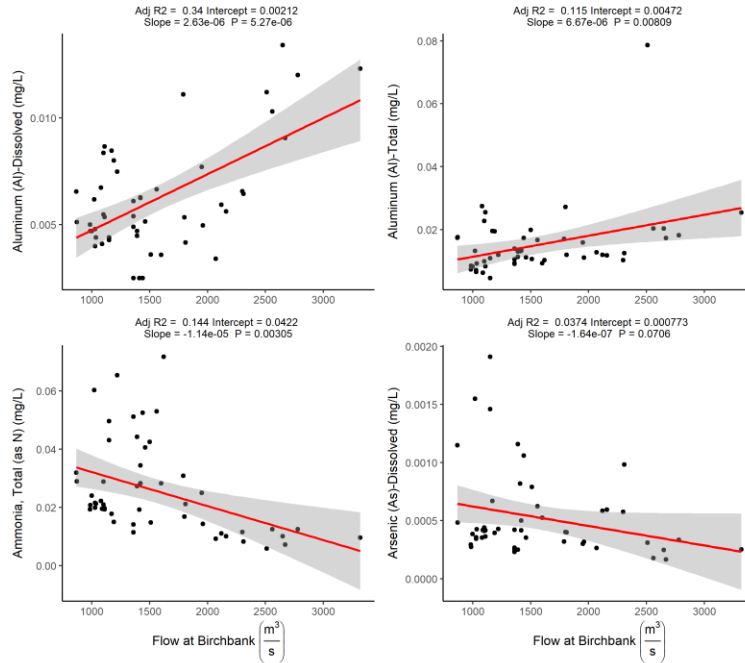 Adj R2 =  0.34 Intercept = 0.00212
Slope = 2.63e-06  P = 5.27e-06
Aluminum (Al)-Dissolved (mg/L)
0.010
0.005
1000 1500 2000 2500 3000
Adj R2 =  0.115 Intercept = 0.00472
Slope = 6.67e-06  P = 0.00809
Aluminum (Al)-Total (mg/L)
0.08
0.06
0.04
0.02
0.00
1000 1500 2000 2500 3000
Adj R2 =  0.144 Intercept = 0.0422
Slope = -1.14e-05  P = 0.00305
Ammonia, Total (as N) (mg/L)
0.06
0.04
0.02
0.00
1000 1500 2000 2500 3000
Flow at Birchbank (m³/s)
Adj R2 =  0.0374 Intercept = 0.000773
Slope = -1.64e-07  P = 0.0706
Arsenic (As)-Dissolved (mg/L)
0.0020
0.0015
0.0010
0.0005
0.0000
1000 1500 2000 2500 3000
Flow at Birchbank (m³/s)